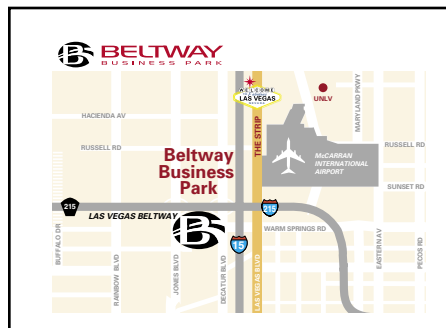 BELTWAY
BUSINESS PARK
WELCOME
LAS VEGAS
UNLV
MARYLAND PKWY
HACIENDA AV
THE STRIP
RUSSELL RD
RUSSELL RD
Beltway
Business
Park
McCARRAN
INTERNATIONAL
AIRPORT
SUNSET RD
215
LAS VEGAS BELTWAY
215
BS
WARM SPRINGS RD
15
BUFFALO DR
RAINBOW BLVD
JONES BLVD
DECATUR BLVD
LAS VEGAS BLVD
EASTERN AV
PECOS RD